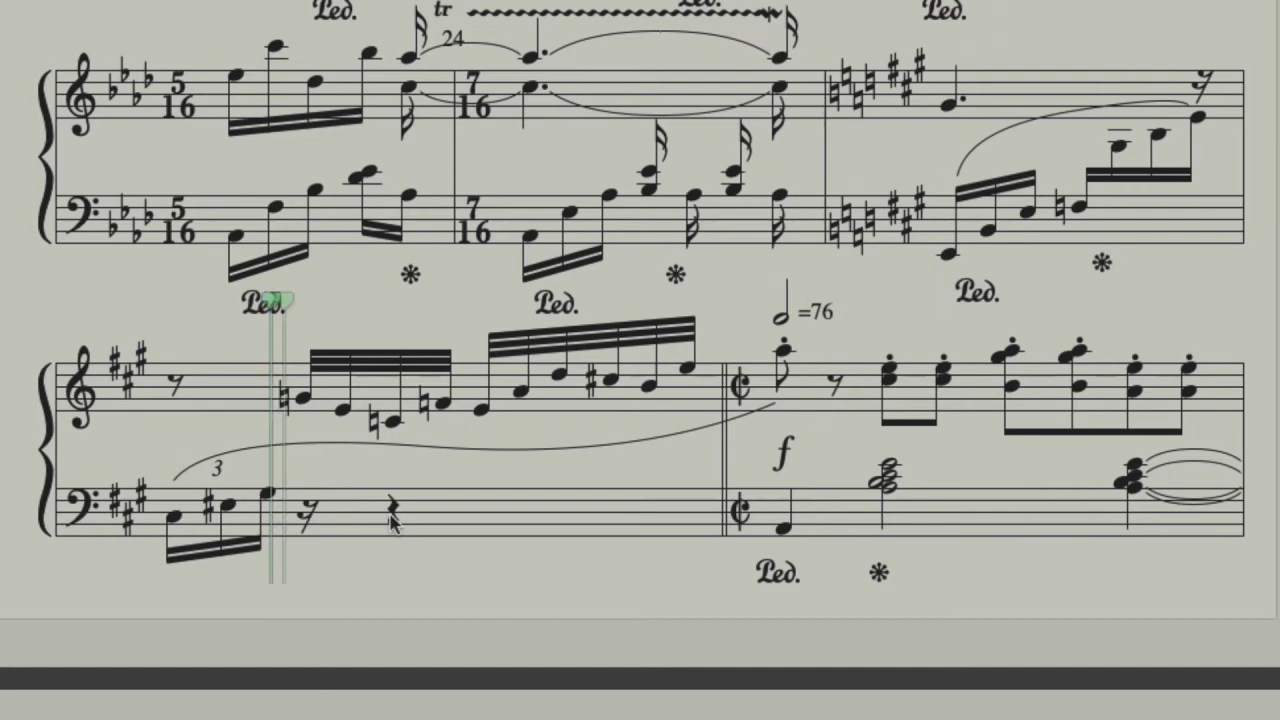 Ped. tr Ped. Ped.
24
5 7
16 16
5 7
16 16
Ped. Ped. Ped.
=76
3 f
Ped.